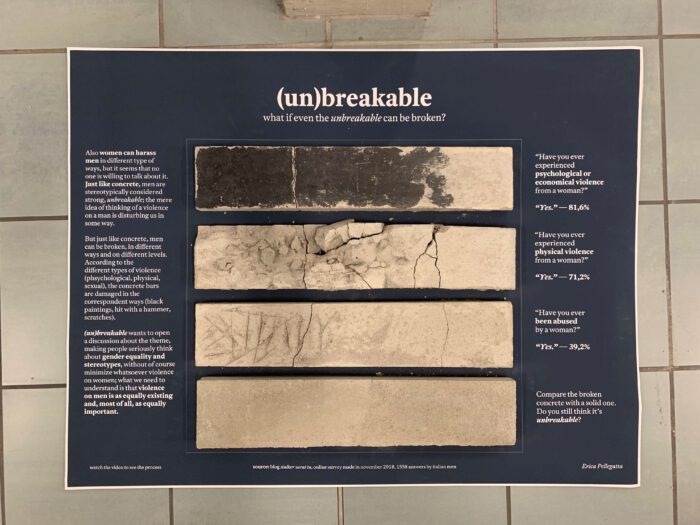 (un)breakable
what if even the unbreakable can be broken?
Also women can harass
men in different type of
ways, but it seems that no
one is willing to talk about it.
Just like concrete, men are
stereotypically considered
strong, unbreakable; the mere
idea of thinking of a violence
on a man is disturbing us in
some way.
But just like concrete, men
can be broken. In different
ways and on different levels.
According to the
different types of violence
(phsychological, physical,
sexual), the concrete bars
are damaged in the
correspondent ways (black
paintings, hit with a hammer,
scratches).
(un)breakable wants to open
a discussion about the theme,
making people seriously think
about gender equality and
stereotypes, without of course
minimize whatsoever violence
on women; what we need to
understand is that violence
on men is as equally existing
and, most of all, as equally
important.
"Have you ever
experienced
psychological or
economical violence
from a woman?"
"Yes." — 81,6%
"Have you ever
experienced
physical violence
from a woman?"
"Yes." — 71,2%
"Have you ever
been abused
by a woman?"
"Yes." — 39,2%
Compare the broken
concrete with a solid one.
Do you still think it's
unbreakable?
watch the video to see the process
source: blog stalker sarai tu, online survey made in november 2018, 1358 answers by italian men
Erica Pellegatta